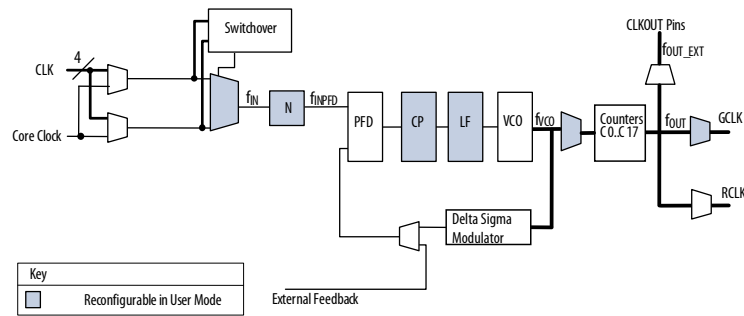 Switchover
CLKOUT Pins
4
CLK
fOUT_EXT
fIN
N
fINPFD
PFD
CP
LF
VCO
fVCO
Counters
C 0..C 17
fOUT
GCLK
Core Clock
RCLK
Delta Sigma
Modulator
Key
Reconfigurable in User Mode
External Feedback